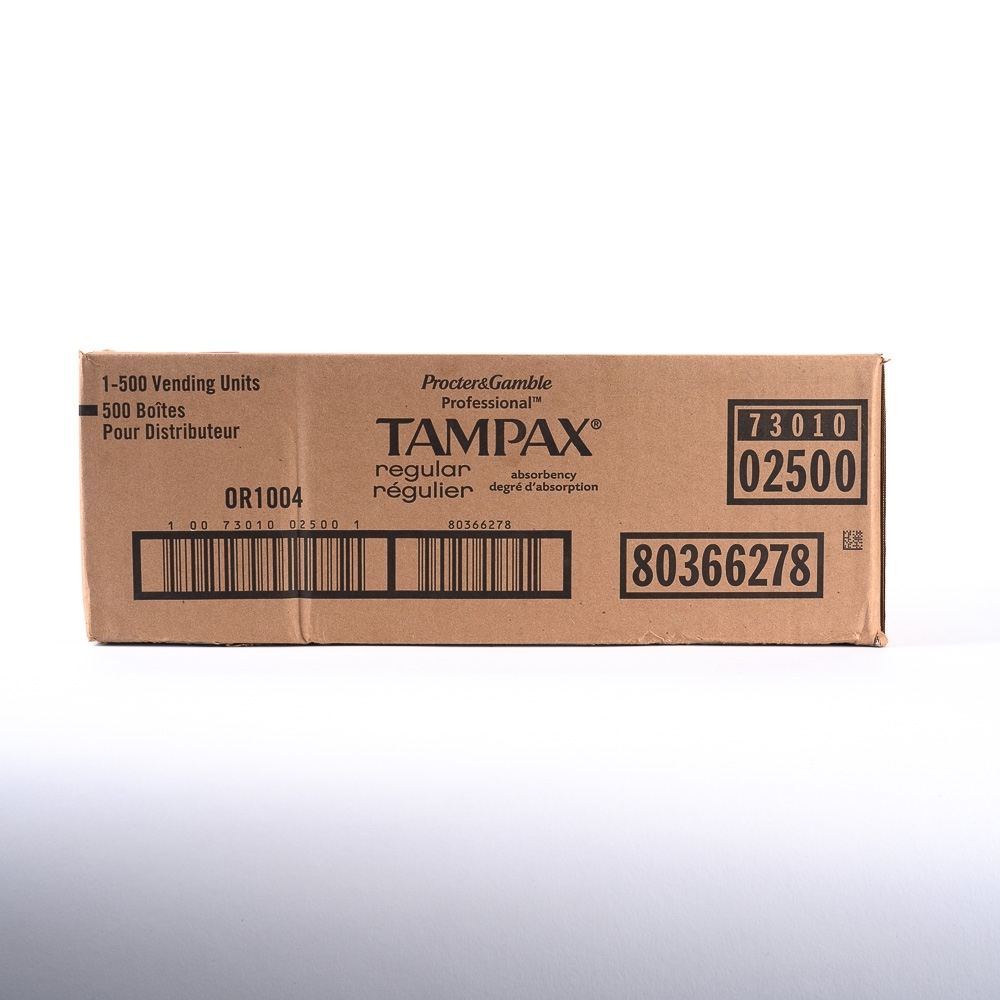 1-500 Vending Units
500 Boîtes
Pour Distributeur
Procter&Gamble
Professional™
TAMPAX®
regular
régulier
absorbency
degré d'absorption
73010
02500
0R1004
1 00 73010 02500 1
80366278
80366278